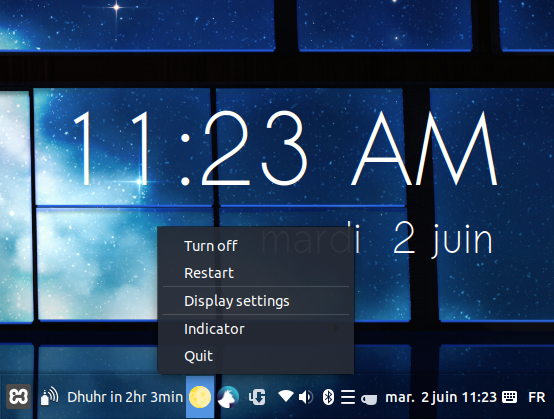 11:23 AM
mardi 2 juin
Turn off
Restart
Display settings
Indicator
Quit
Dhuhr in 2hr 3min mar. 2 juin 11:23 FR